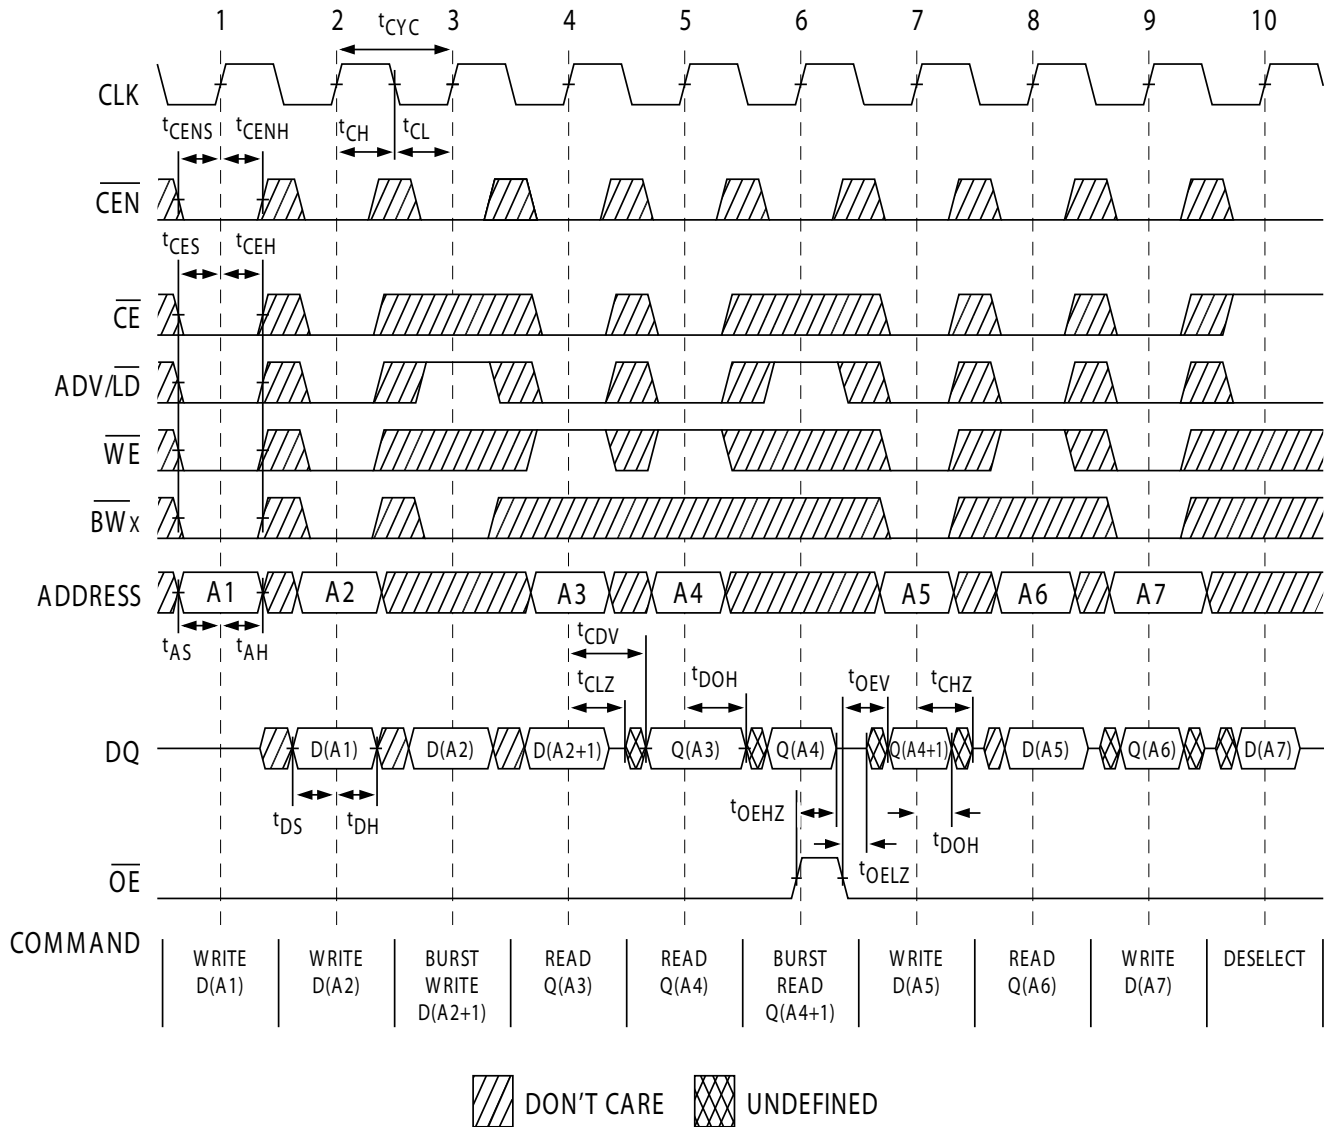 1 2 tCYC 3 4 5 6 7 8 9 10
CLK
tCENS tCENH tCH tCL
CEN
tCES tCEH
CE
ADV/LD
WE
BWx
ADDRESS A1 A2 A3 A4 A5 A6 A7
tAS tAH tCDV
tCLZ tDOH tOEV tCHZ
DQ D(A1) D(A2) D(A2+1) Q(A3) Q(A4) Q(A4+1) D(A5) Q(A6) D(A7)
tDS tDH tOEHZ tDOH
tOELZ
OE
COMMAND
WRITE WRITE BURST READ READ BURST WRITE READ WRITE DESELECT
D(A1) D(A2) WRITE Q(A3) Q(A4) READ D(A5) Q(A6) D(A7)
D(A2+1) Q(A4+1)
DON'T CARE UNDEFINED